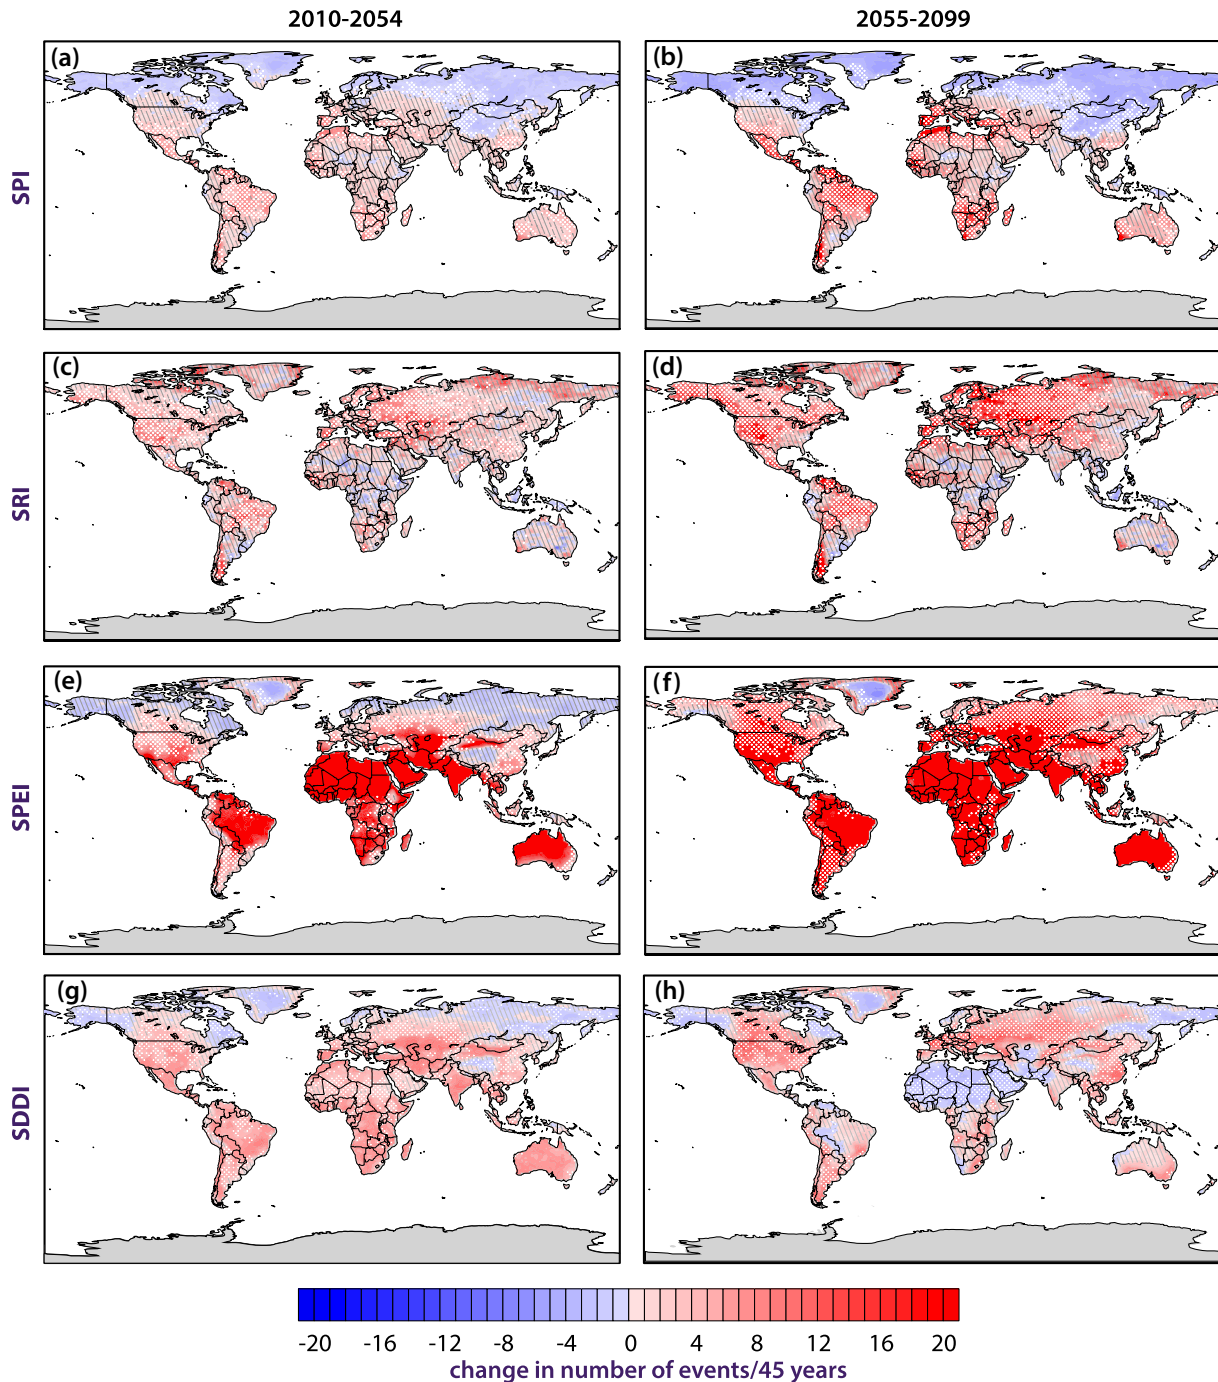 2010-2054 2055-2099
(a) (b)
SPI
(c) (d)
SRI
(e) (f)
SPEI
(g) (h)
SDDI
-20 -16 -12 -8 -4 0 4 8 12 16 20
change in number of events/45 years